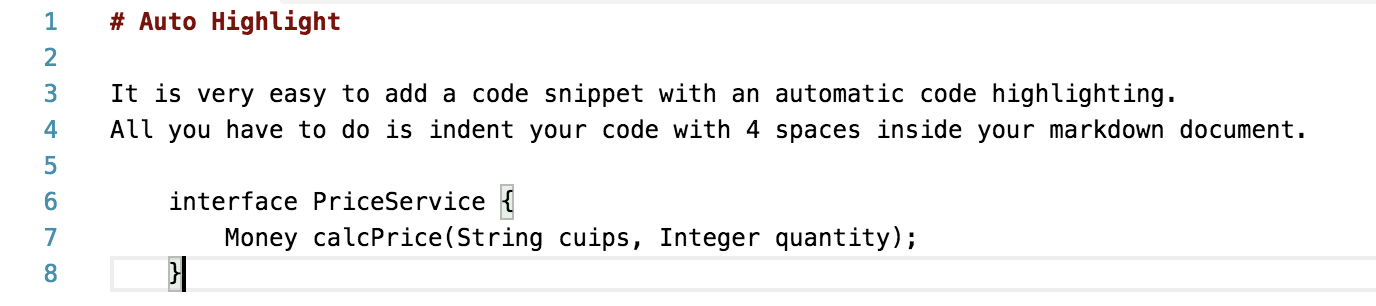 1 # Auto Highlight
2
3 It is very easy to add a code snippet with an automatic code highlighting.
4 All you have to do is indent your code with 4 spaces inside your markdown document.
5
6     interface PriceService {
7         Money calcPrice(String cuips, Integer quantity);
8     }